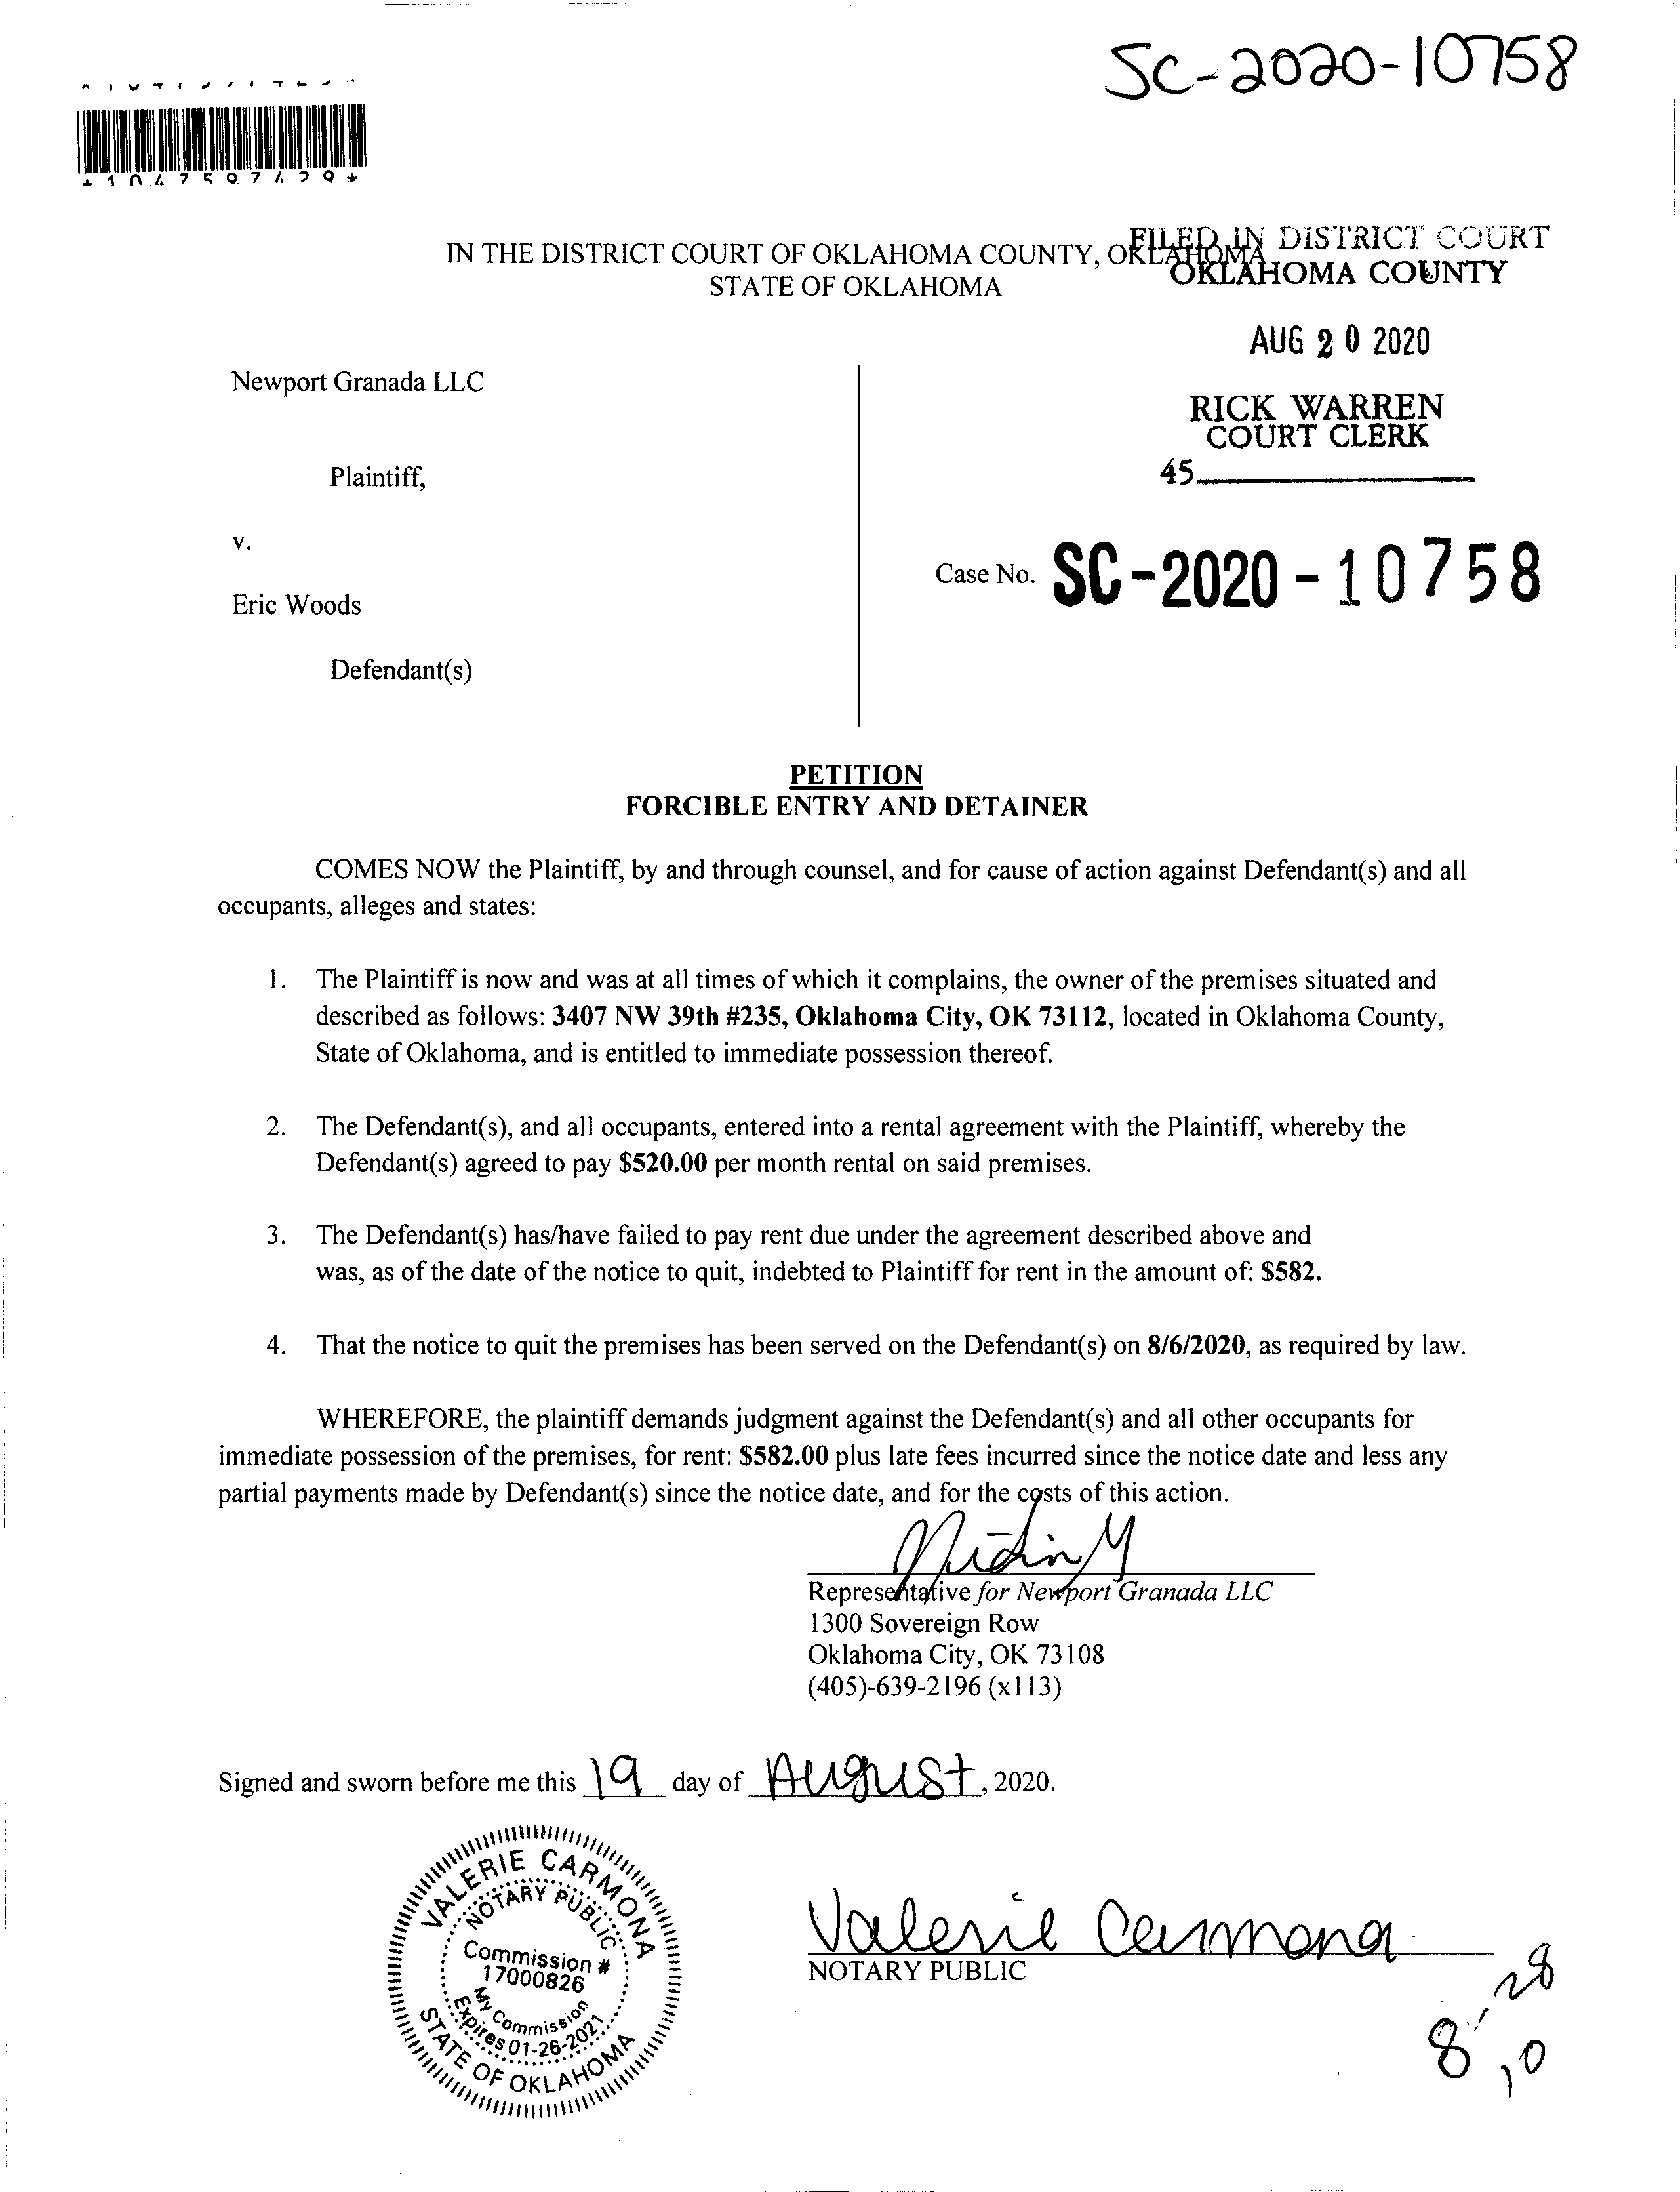 SC-2020-10758
IN THE DISTRICT COURT OF OKLAHOMA COUNTY, OKLAHOMA
STATE OF OKLAHOMA
FILED IN DISTRICT COURT
OKLAHOMA COUNTY
AUG 20 2020
RICK WARREN
COURT CLERK
45
Newport Granada LLC
Plaintiff,
v.
Eric Woods
Defendant(s)
Case No. SC-2020-10758
PETITION
FORCIBLE ENTRY AND DETAINER
COMES NOW the Plaintiff, by and through counsel, and for cause of action against Defendant(s) and all
occupants, alleges and states:
1. The Plaintiff is now and was at all times of which it complains, the owner of the premises situated and
described as follows: 3407 NW 39th #235, Oklahoma City, OK 73112, located in Oklahoma County,
State of Oklahoma, and is entitled to immediate possession thereof.
2. The Defendant(s), and all occupants, entered into a rental agreement with the Plaintiff, whereby the
Defendant(s) agreed to pay $520.00 per month rental on said premises.
3. The Defendant(s) has/have failed to pay rent due under the agreement described above and
was, as of the date of the notice to quit, indebted to Plaintiff for rent in the amount of: $582.
4. That the notice to quit the premises has been served on the Defendant(s) on 8/6/2020, as required by law.
WHEREFORE, the plaintiff demands judgment against the Defendant(s) and all other occupants for
immediate possession of the premises, for rent: $582.00 plus late fees incurred since the notice date and less any
partial payments made by Defendant(s) since the notice date, and for the costs of this action.
Representative for Newport Granada LLC
1300 Sovereign Row
Oklahoma City, OK 73108
(405)-639-2196 (x113)
Signed and sworn before me this 19 day of August, 2020.
VALERIE CARMONA
NOTARY PUBLIC
Commission #
17000826
My Commission
Expires 01-26-2021
STATE OF OKLAHOMA
Valerie Carmona
NOTARY PUBLIC
8-28
10